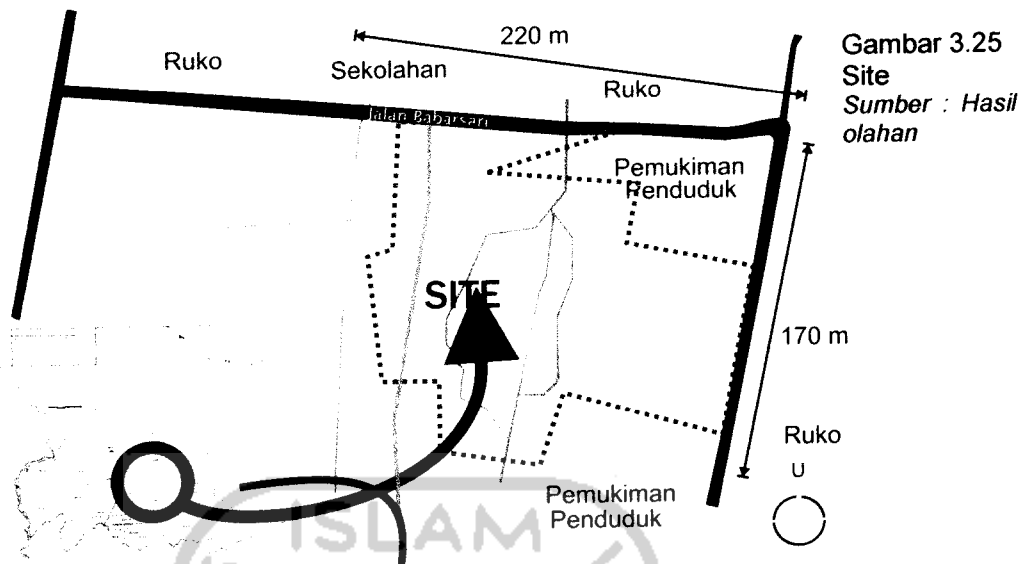 220 m
Gambar 3.25
Site
Sumber : Hasil
olahan
Ruko
Sekolahan
Ruko
Jalan Babarsari
Pemukiman
Penduduk
SITE
170 m
Ruko
U
Pemukiman
Penduduk
ISLAM